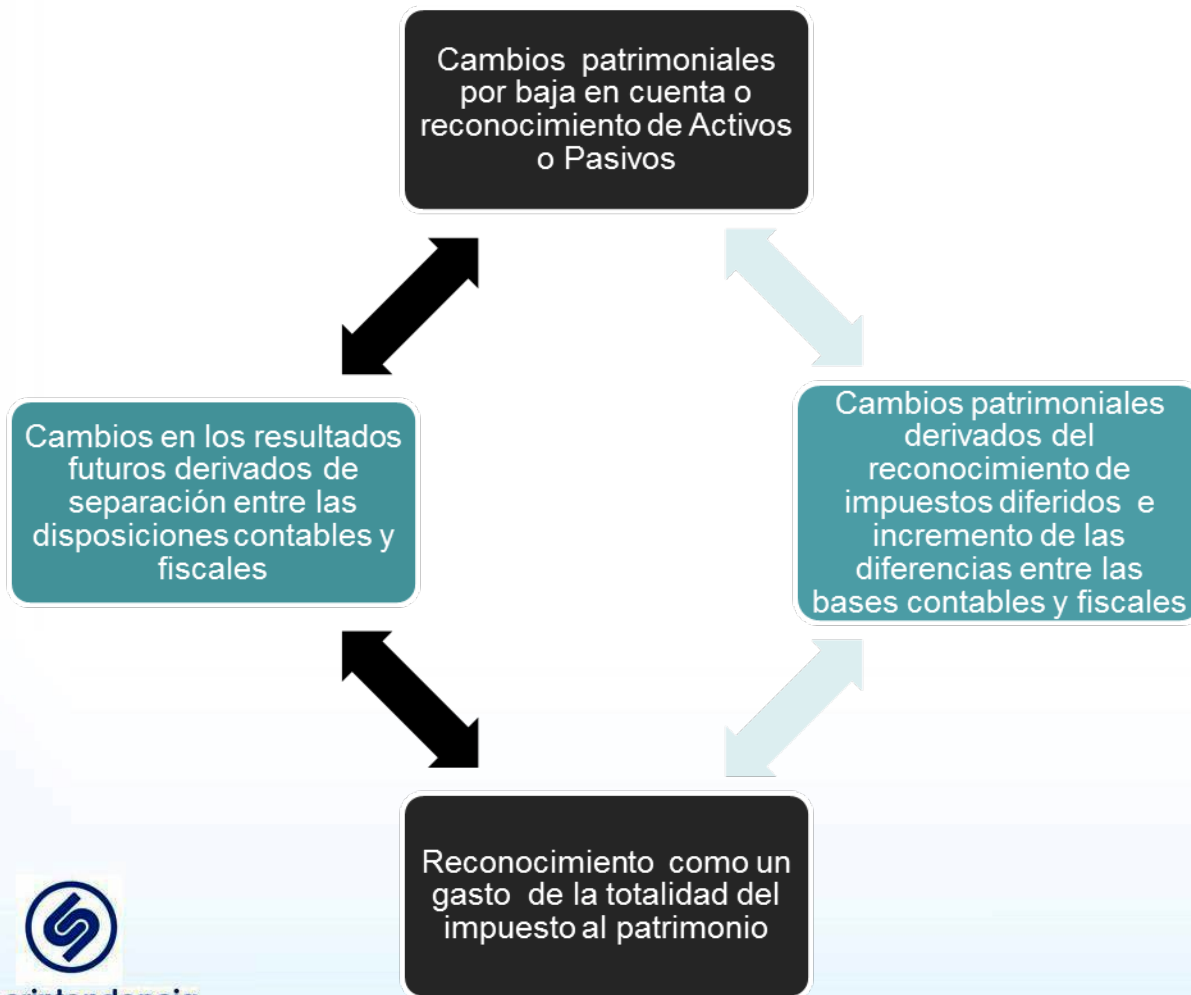 Cambios patrimoniales
por baja en cuenta o
reconocimiento de Activos
o Pasivos
Cambios en los resultados
futuros derivados de
separación entre las
disposiciones contables y
fiscales
Cambios patrimoniales
derivados del
reconocimiento de
impuestos diferidos e
incremento de las
diferencias entre las
bases contables y fiscales
Reconocimiento como un
gasto de la totalidad del
impuesto al patrimonio